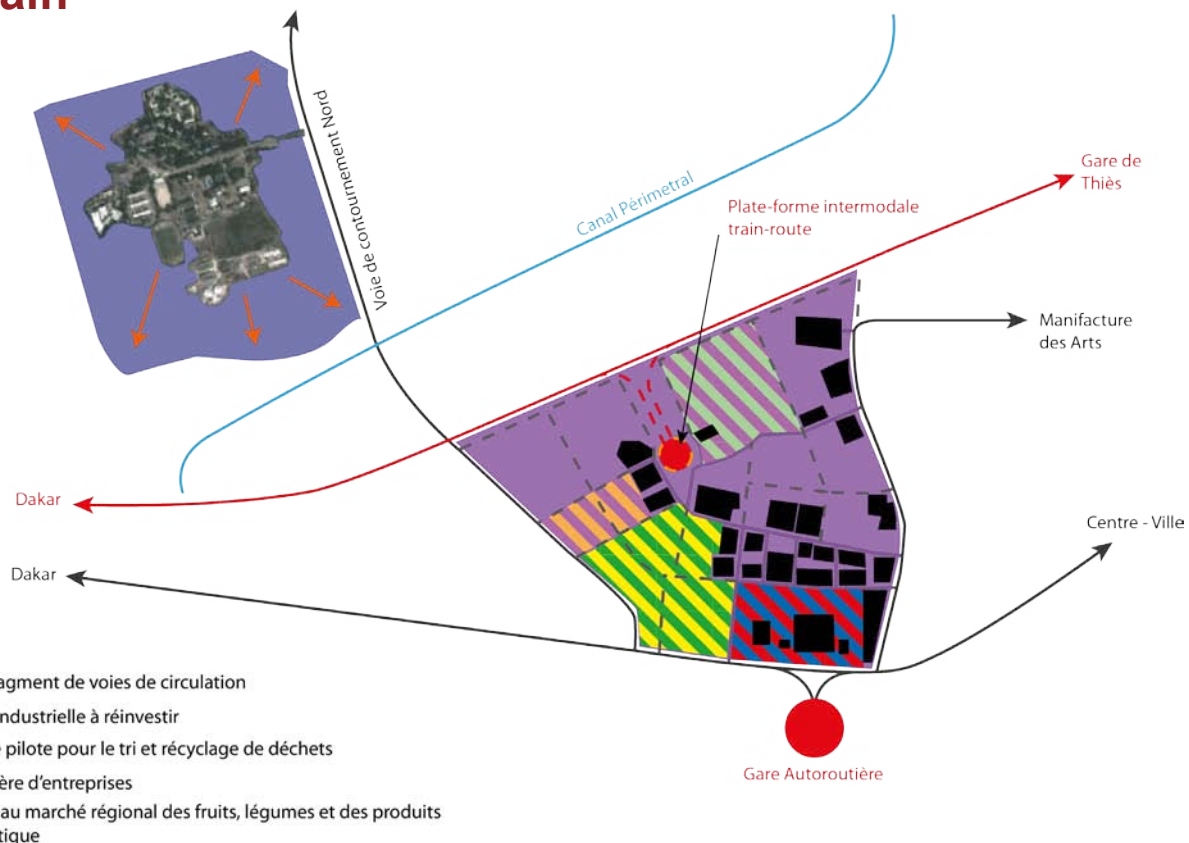 ain
Voie de contournement Nord
Canal Périmetral
Gare de
Thiès
Plate-forme intermodale
train-route
Manifacture
des Arts
Dakar
Centre - Ville
Dakar
agment de voies de circulation
ndustrielle à réinvestir
pilote pour le tri et récyclage de déchets
ère d'entreprises
Gare Autoroutière
au marché régional des fruits, légumes et des produits
tique